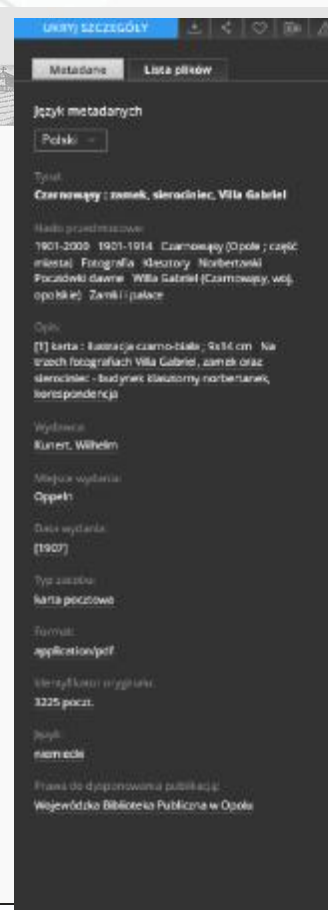 UKRYJ SZCZEGÓŁY
Metadane Lista plików
Język metadanych
Polski
Tytuł:
Czarnowąsy : zamek, sierociniec, Villa Gabriel
Hasło przedmiotowe:
1901-2000 1901-1914 Czarnowąsy (Opole ; część
miasta) Fotografia Klasztory Norbertanki
Pocztówki dawne Willa Gabriel (Czarnowąsy, woj.
opolskie) Zamki i pałace
Opis:
[1] karta : ilustracja czarno-biała ; 9x14 cm Na
trzech fotografiach Villa Gabriel, zamek oraz
sierociniec - budynek klasztorny norbertanek,
korespondencja
Wydawca:
Kunert, Wilhelm
Miejsce wydania:
Oppeln
Data wydania:
[1907]
Typ zasobu:
karta pocztowa
Format:
application/pdf
Identyfikator oryginału:
3225 poczt.
Język:
niemiecki
Prawa do dysponowania publikacją:
Wojewódzka Biblioteka Publiczna w Opolu